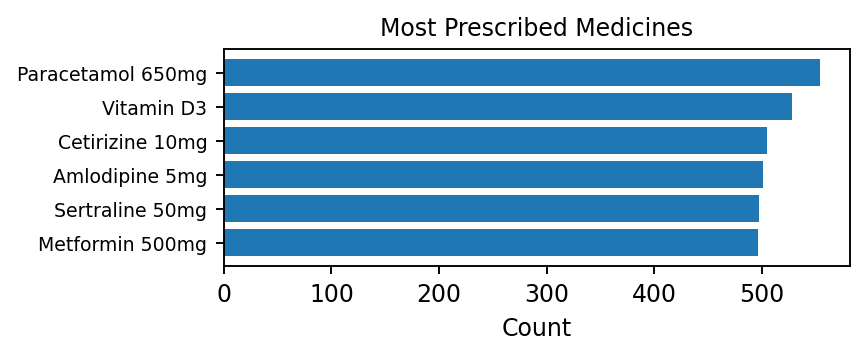 Most Prescribed Medicines
Paracetamol 650mg
Vitamin D3
Cetirizine 10mg
Amlodipine 5mg
Sertraline 50mg
Metformin 500mg
0 100 200 300 400 500
Count